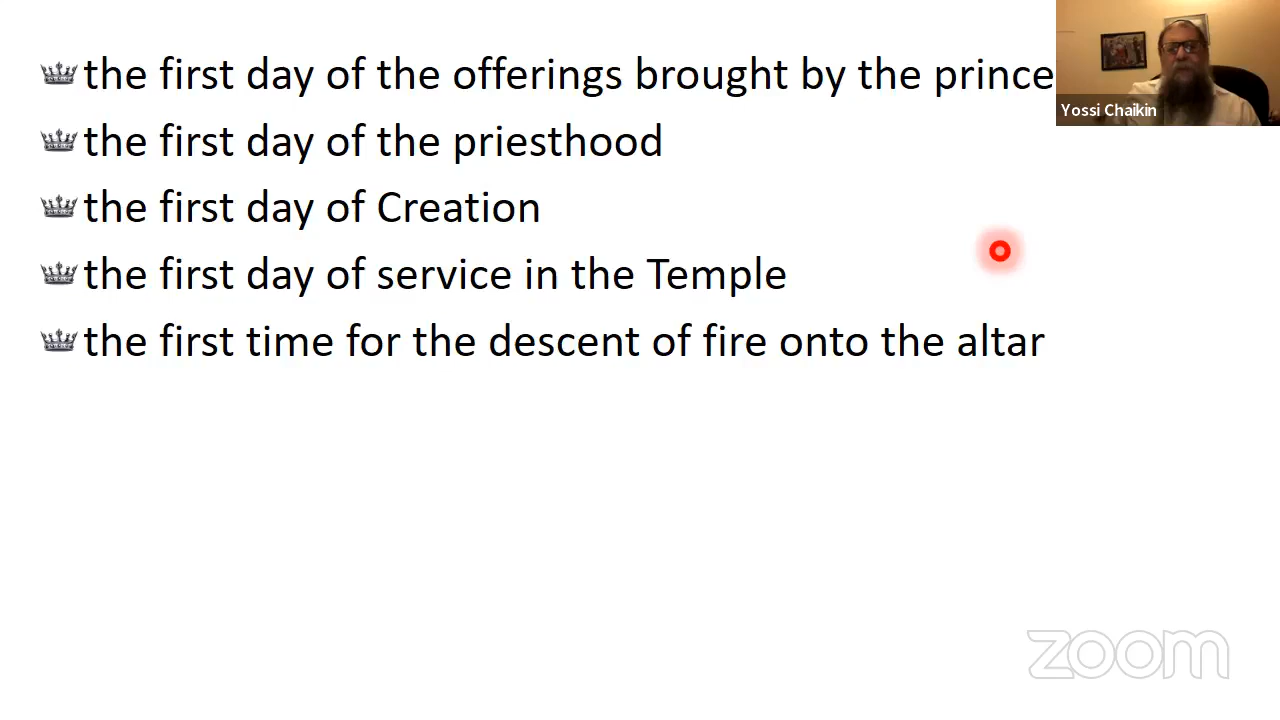 the first day of the offerings brought by the prince
Yossi Chaikin
the first day of the priesthood
the first day of Creation
the first day of service in the Temple
the first time for the descent of fire onto the altar
zoom